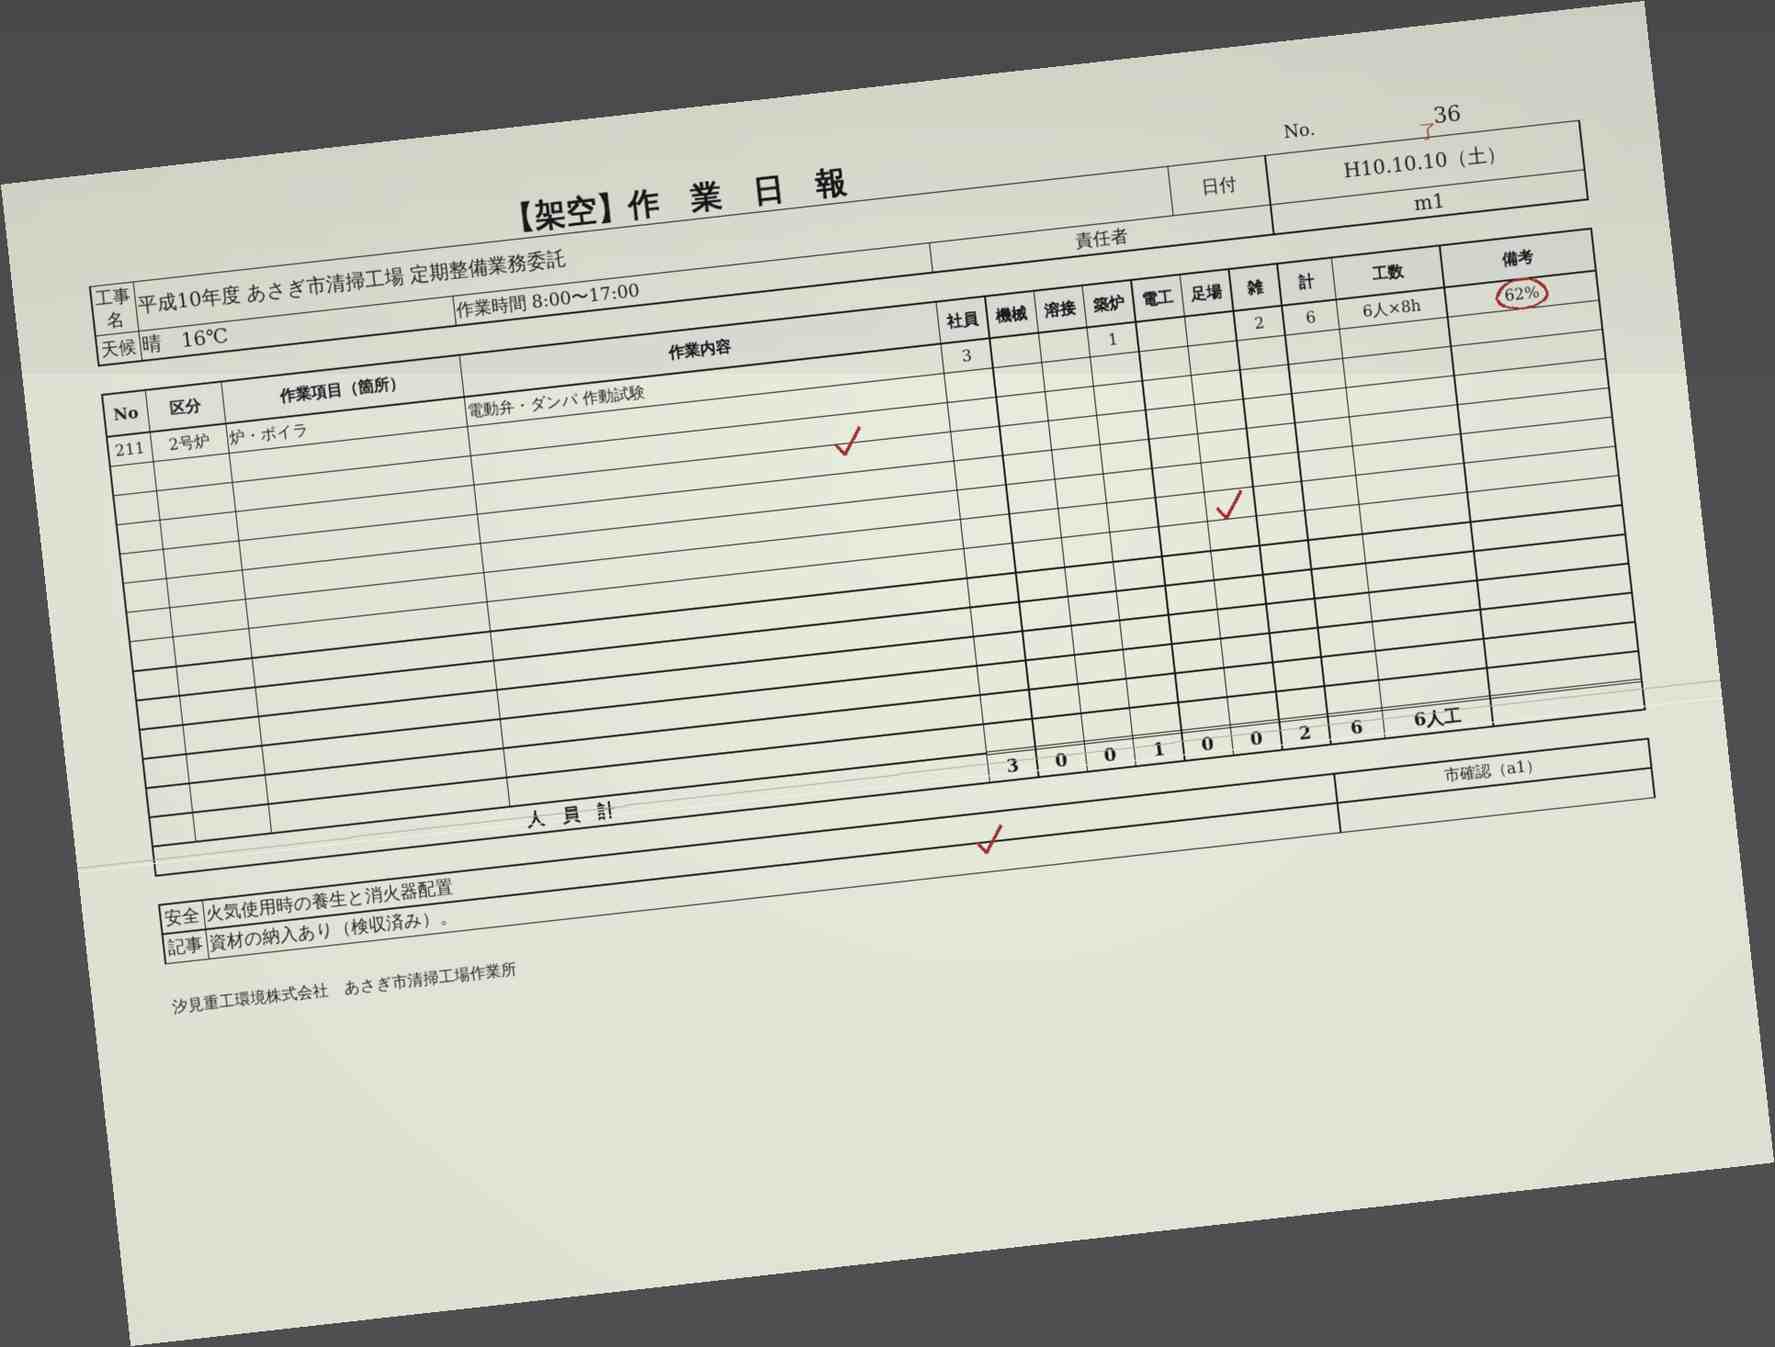 No. 36
了
【架空】作 業 日 報
工事名 平成10年度 あさぎ市清掃工場 定期整備業務委託 日付 H10.10.10（土）
天候 晴 16℃ 作業時間 8:00〜17:00 責任者 m1
No 区分 作業項目（箇所） 作業内容 社員 機械 溶接 築炉 電工 足場 雑 計 工数 備考
211 2号炉 炉・ボイラ 電動弁・ダンパ 作動試験 3 1 2 6 6人×8h 62%
人 員 計 3 0 0 1 0 0 2 6 6人工
安全 火気使用時の養生と消火器配置 市確認（a1）
記事 資材の納入あり（検収済み）。
汐見重工環境株式会社 あさぎ市清掃工場作業所